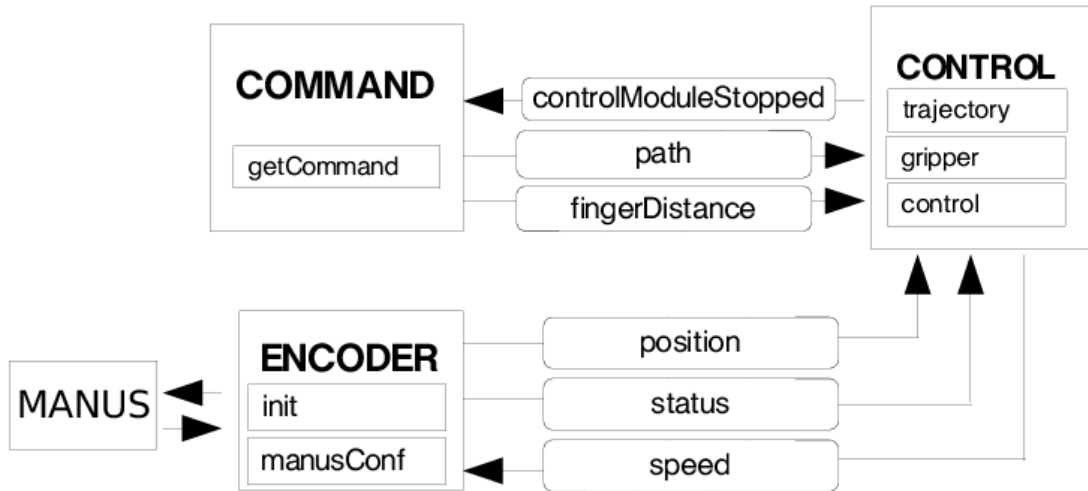 COMMAND
getCommand
controlModuleStopped
path
fingerDistance
CONTROL
trajectory
gripper
control
MANUS
ENCODER
init
manusConf
position
status
speed